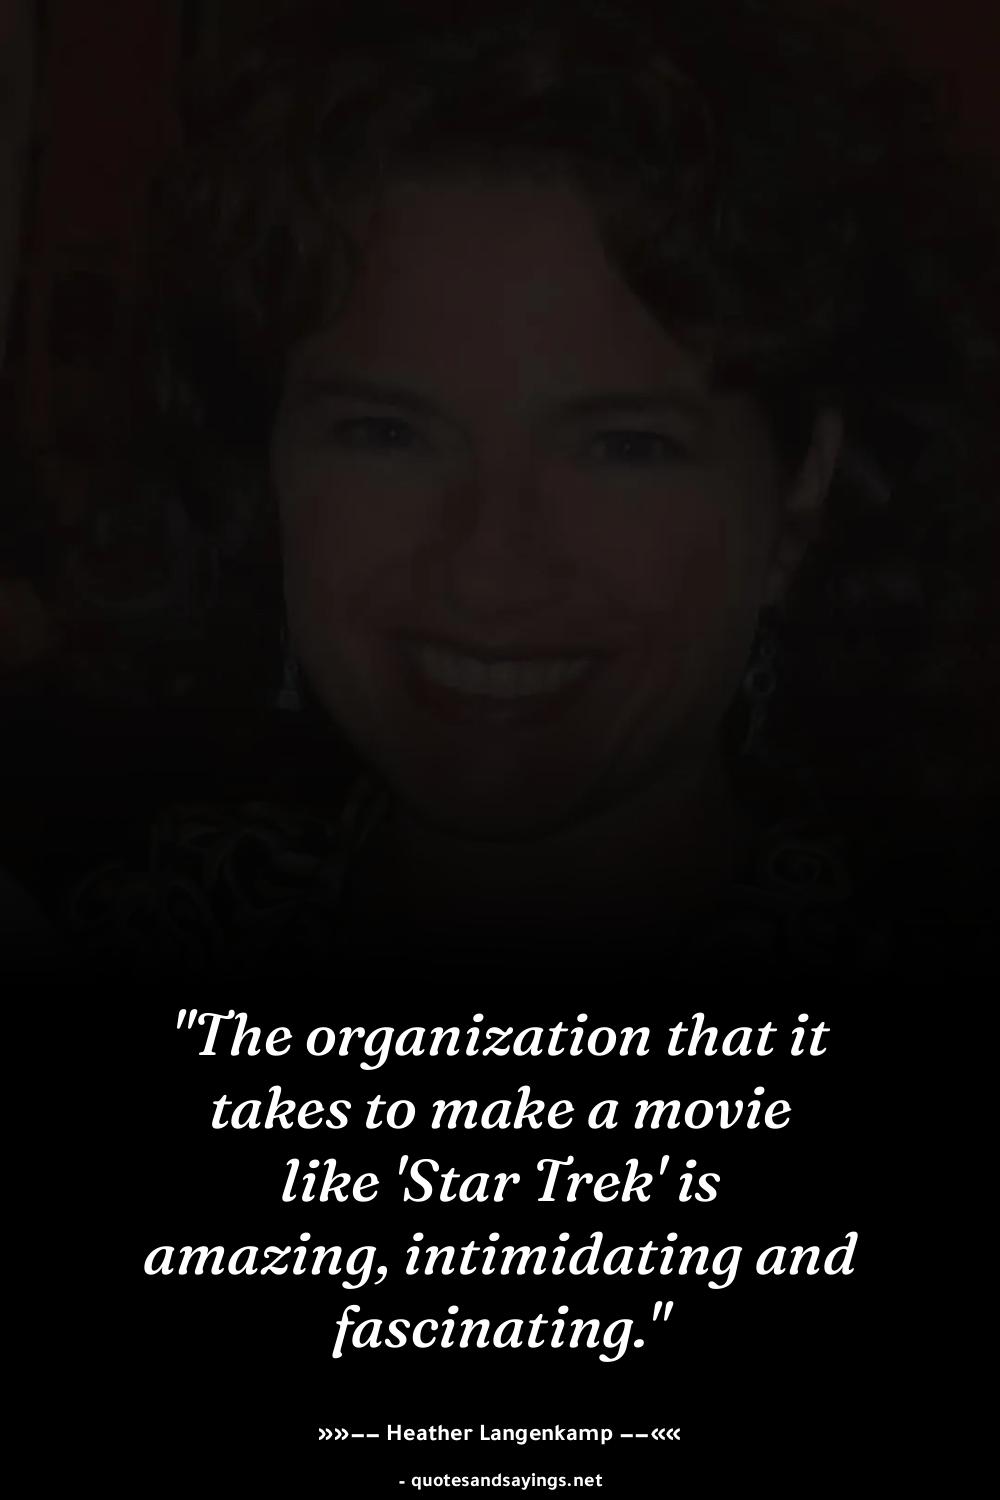 "The organization that it
takes to make a movie
like 'Star Trek' is
amazing, intimidating and
fascinating."
»»−− Heather Langenkamp −−««
- quotesandsayings.net